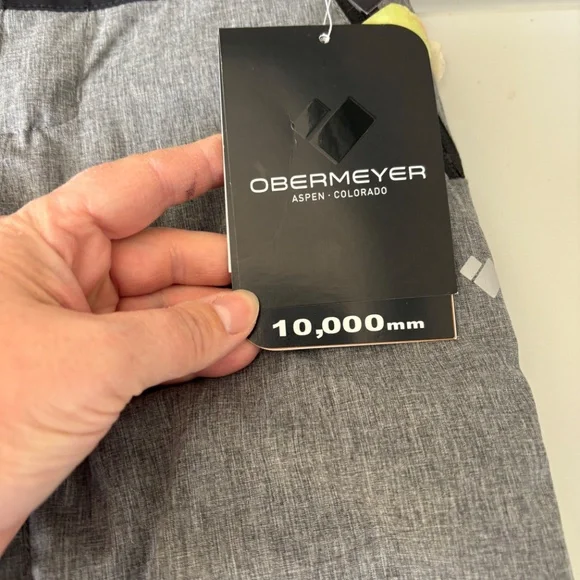 OBERMEYER
ASPEN · COLORADO
10,000mm